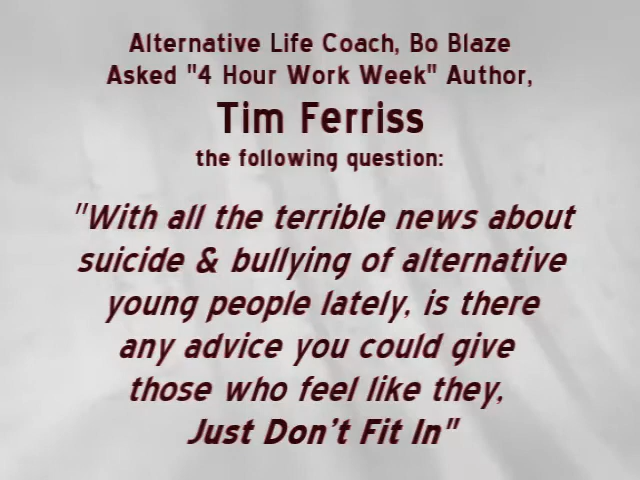 Alternative Life Coach, Bo Blaze
Asked "4 Hour Work Week" Author,
Tim Ferriss
the following question:
"With all the terrible news about
suicide & bullying of alternative
young people lately, is there
any advice you could give
those who feel like they,
Just Don't Fit In"